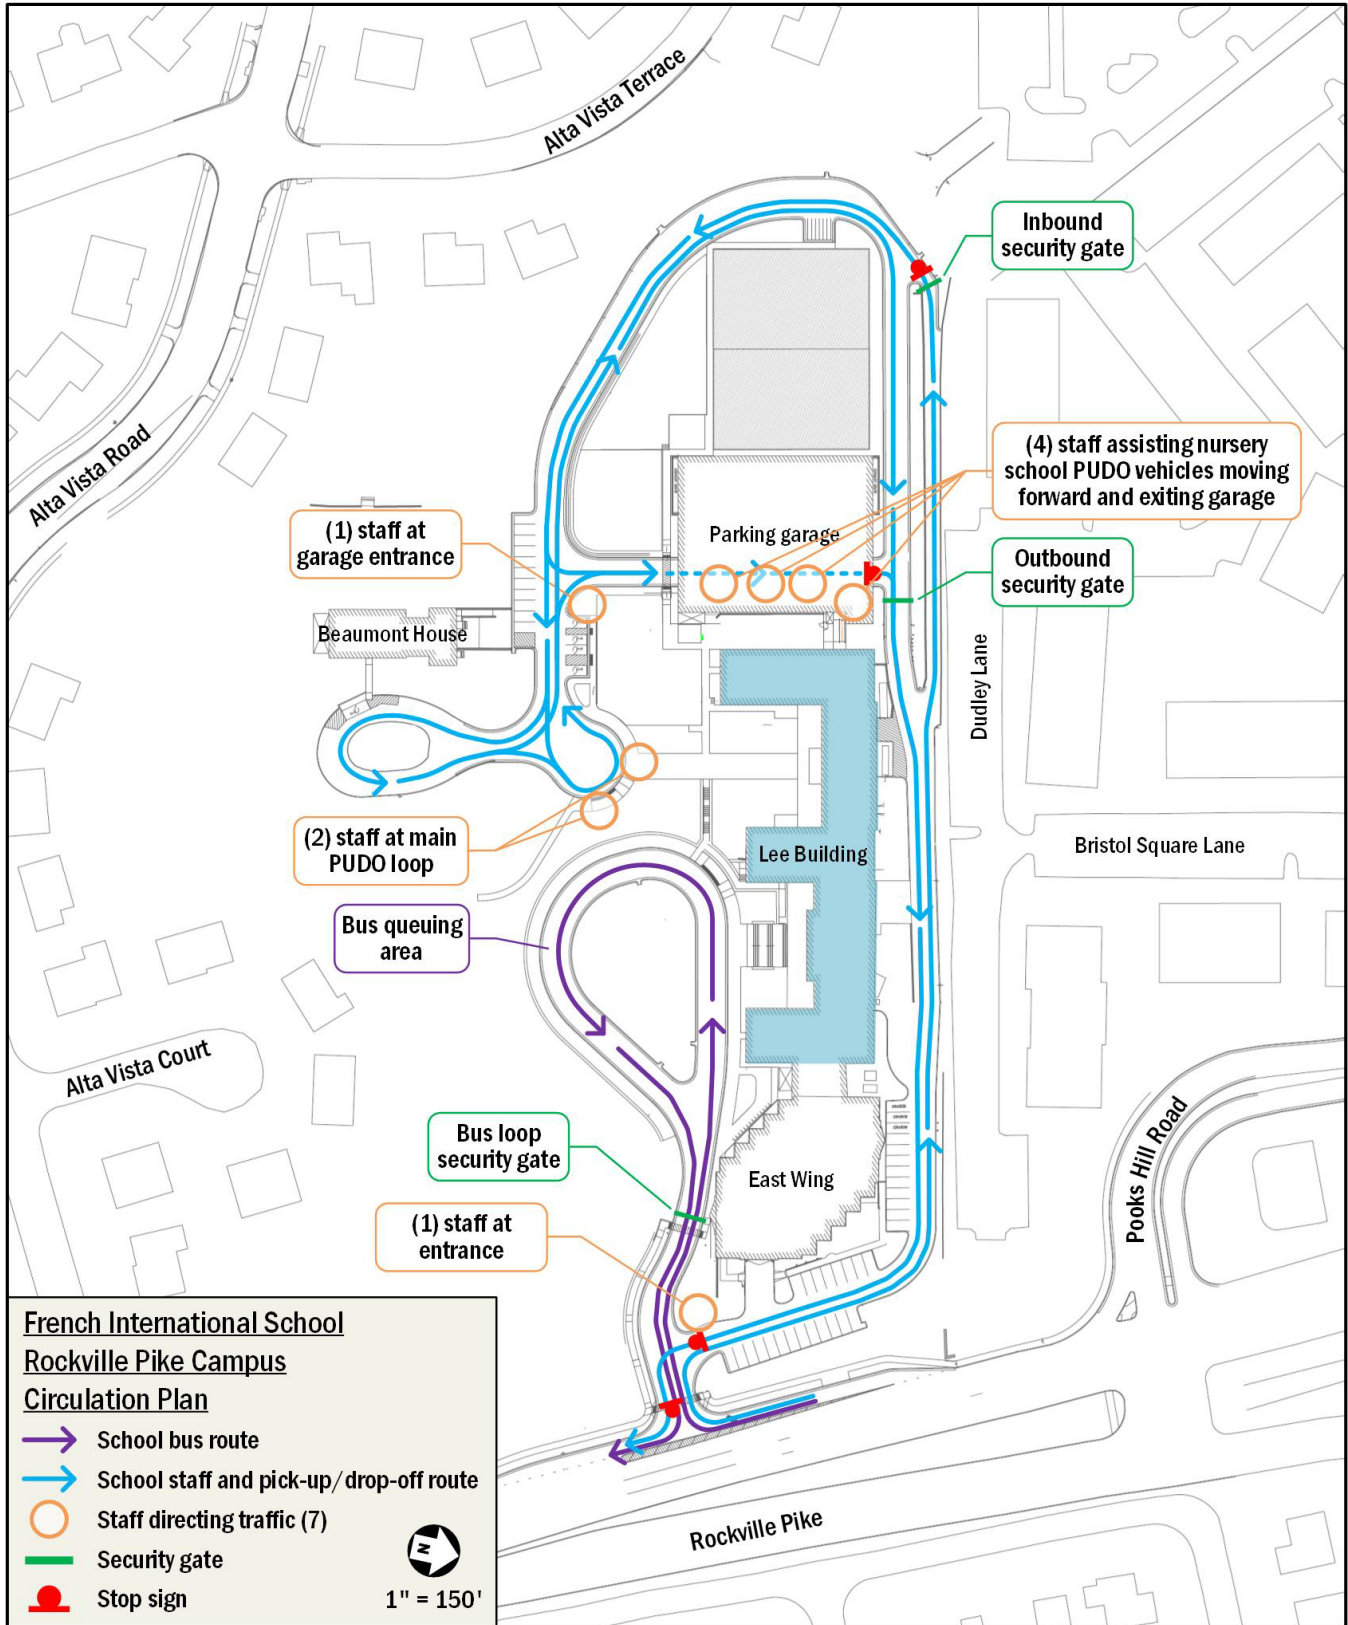 Alta Vista Terrace
Inbound
security gate
Alta Vista Road
(4) staff assisting nursery
school PUDO vehicles moving
forward and exiting garage
(1) staff at
garage entrance
Parking garage
Outbound
security gate
Beaumont House
Dudley Lane
(2) staff at main
PUDO loop
Lee Building
Bristol Square Lane
Bus queuing
area
Alta Vista Court
Pooks Hill Road
Bus loop
security gate
East Wing
(1) staff at
entrance
French International School
Rockville Pike Campus
Circulation Plan
School bus route
School staff and pick-up/drop-off route
Staff directing traffic (7)
Security gate
Stop sign
N
1" = 150'
Rockville Pike